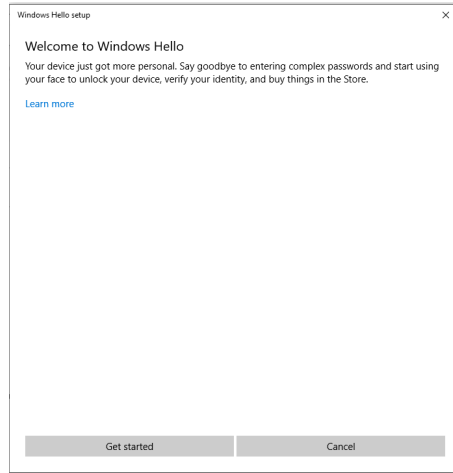 Windows Hello setup
Welcome to Windows Hello
Your device just got more personal. Say goodbye to entering complex passwords and start using
your face to unlock your device, verify your identity, and buy things in the Store.
Learn more
Get started
Cancel